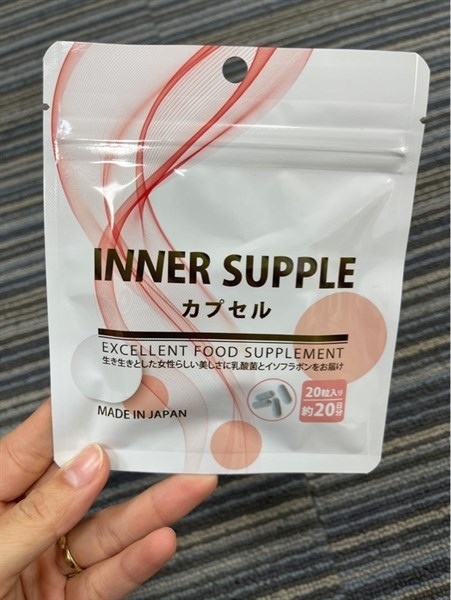 INNER SUPPLE
カプセル
EXCELLENT FOOD SUPPLEMENT
生き生きとした女性らしい美しさに乳酸菌とイソフラボンをお届け
20粒入り
約20日分
MADE IN JAPAN